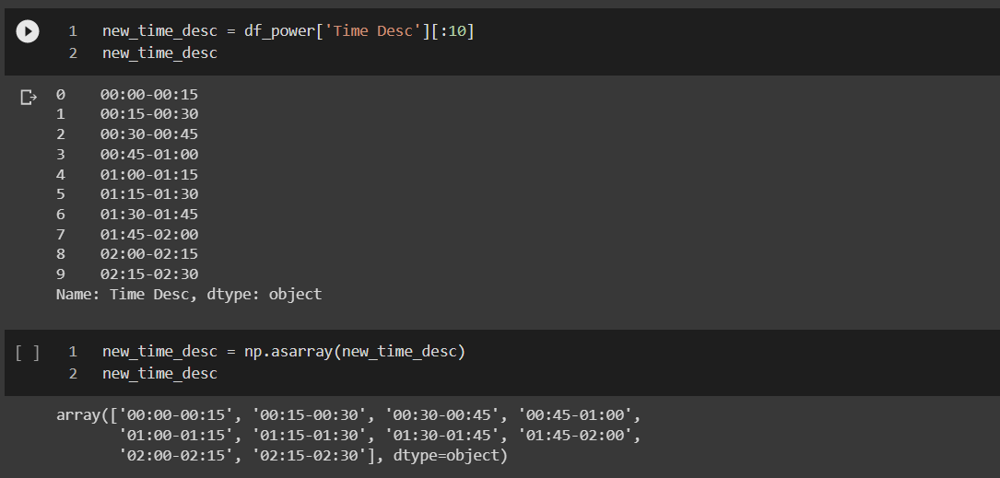 1 new_time_desc = df_power['Time Desc'][:10]
2 new_time_desc
0 00:00-00:15
1 00:15-00:30
2 00:30-00:45
3 00:45-01:00
4 01:00-01:15
5 01:15-01:30
6 01:30-01:45
7 01:45-02:00
8 02:00-02:15
9 02:15-02:30
Name: Time Desc, dtype: object
[ ] 1 new_time_desc = np.asarray(new_time_desc)
2 new_time_desc
array(['00:00-00:15', '00:15-00:30', '00:30-00:45', '00:45-01:00',
'01:00-01:15', '01:15-01:30', '01:30-01:45', '01:45-02:00',
'02:00-02:15', '02:15-02:30'], dtype=object)